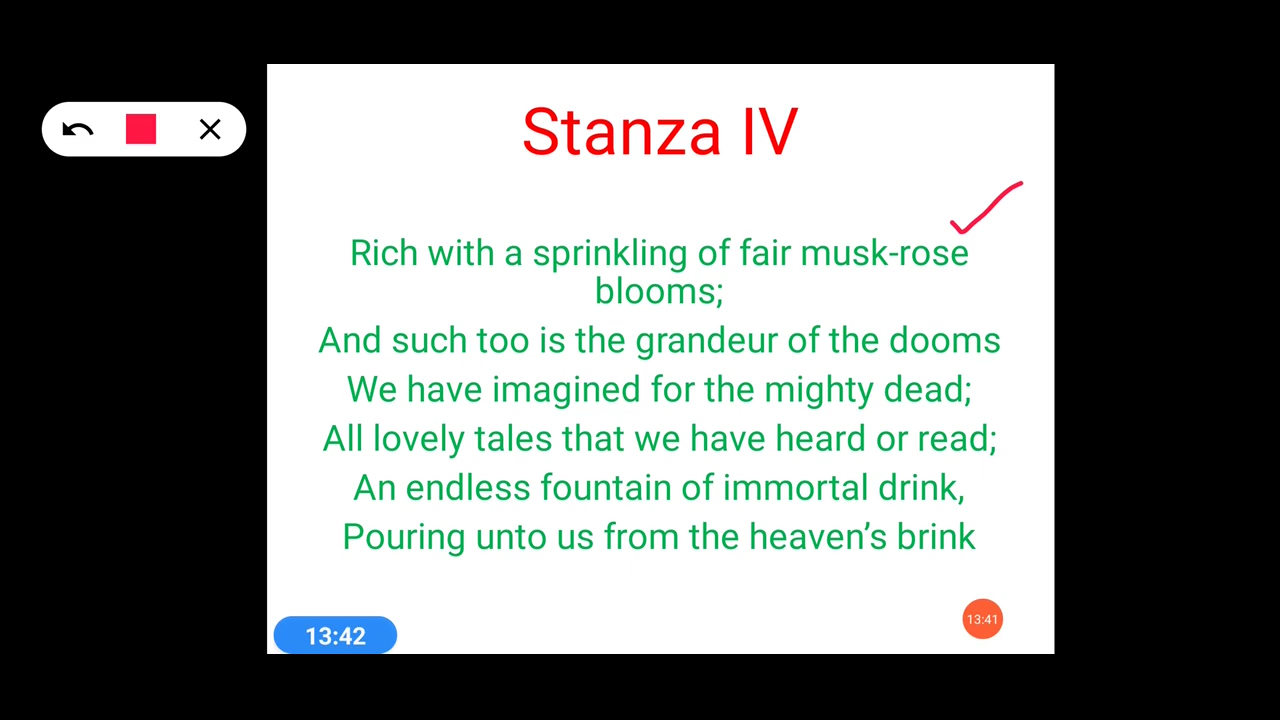 Stanza IV
Rich with a sprinkling of fair musk-rose
blooms;
And such too is the grandeur of the dooms
We have imagined for the mighty dead;
All lovely tales that we have heard or read;
An endless fountain of immortal drink,
Pouring unto us from the heaven’s brink
13:42
13:41